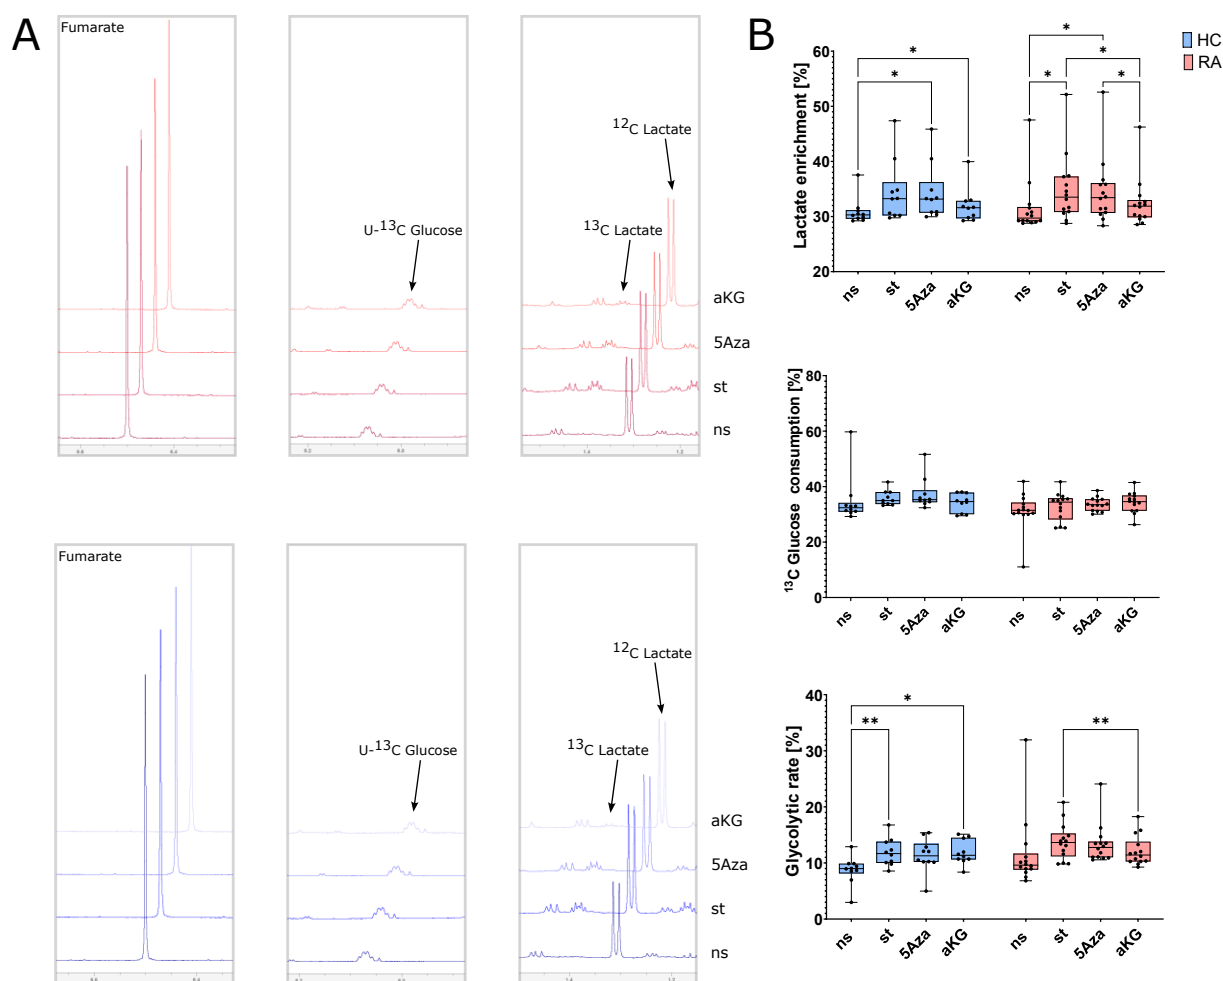 A
Fumarate
U-¹³C Glucose
¹²C Lactate
¹³C Lactate
aKG
5Aza
st
ns
Fumarate
U-¹³C Glucose
¹²C Lactate
¹³C Lactate
aKG
5Aza
st
ns
B
HC
RA
Lactate enrichment [%]
60
50
40
30
20
* * * * * *
ns st 5Aza aKG ns st 5Aza aKG
¹³C Glucose consumption [%]
80
60
40
20
0
ns st 5Aza aKG ns st 5Aza aKG
Glycolytic rate [%]
40
30
20
10
0
** * **
ns st 5Aza aKG ns st 5Aza aKG